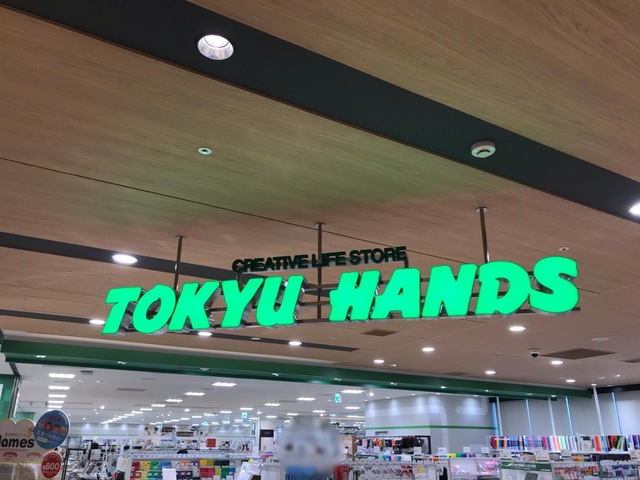 CREATIVE LIFE STORE
TOKYU HANDS